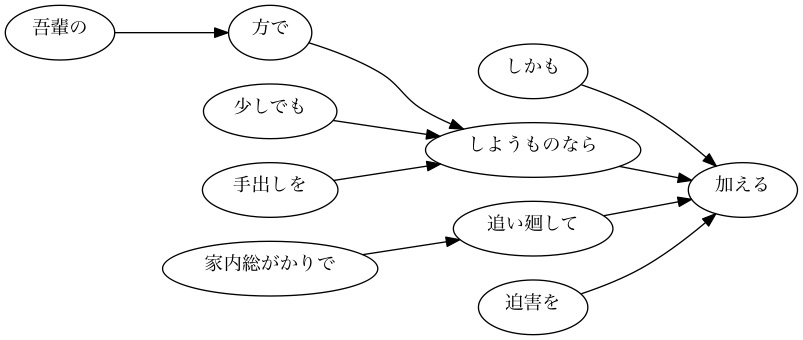 吾輩の
方で
しかも
少しでも
しようものなら
手出しを
加える
追い廻して
家内総がかりで
迫害を